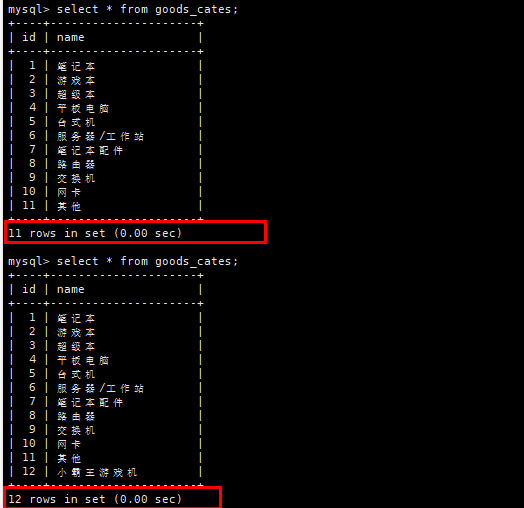 mysql> select * from goods_cates;
+----+-----------------------+
| id | name                  |
+----+-----------------------+
|  1 | 笔记本                |
|  2 | 游戏本                |
|  3 | 超级本                |
|  4 | 平板电脑              |
|  5 | 台式机                |
|  6 | 服务器/工作站         |
|  7 | 笔记本配件            |
|  8 | 路由器                |
|  9 | 交换机                |
| 10 | 网卡                  |
| 11 | 其他                  |
+----+-----------------------+
11 rows in set (0.00 sec)
mysql> select * from goods_cates;
+----+-----------------------+
| id | name                  |
+----+-----------------------+
|  1 | 笔记本                |
|  2 | 游戏本                |
|  3 | 超级本                |
|  4 | 平板电脑              |
|  5 | 台式机                |
|  6 | 服务器/工作站         |
|  7 | 笔记本配件            |
|  8 | 路由器                |
|  9 | 交换机                |
| 10 | 网卡                  |
| 11 | 其他                  |
| 12 | 小霸王游戏机          |
+----+-----------------------+
12 rows in set (0.00 sec)